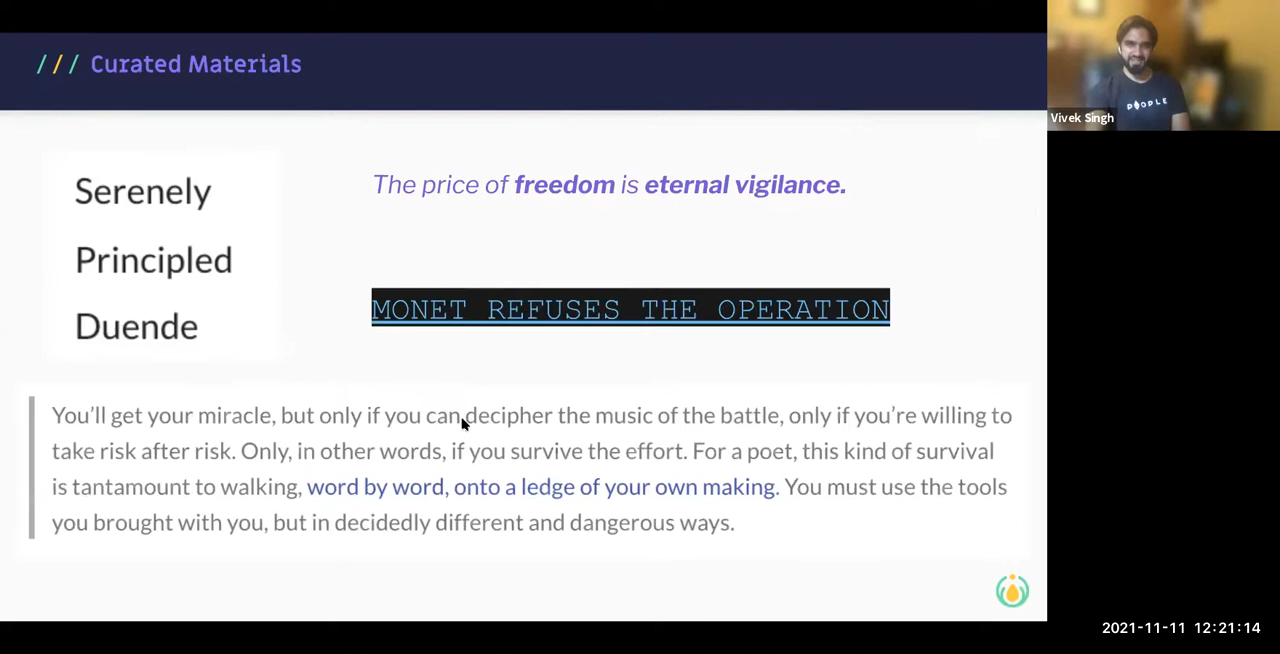 /// Curated Materials
Serenely
Principled
Duende
The price of freedom is eternal vigilance.
MONET REFUSES THE OPERATION
You’ll get your miracle, but only if you can decipher the music of the battle, only if you’re willing to
take risk after risk. Only, in other words, if you survive the effort. For a poet, this kind of survival
is tantamount to walking, word by word, onto a ledge of your own making. You must use the tools
you brought with you, but in decidedly different and dangerous ways.
Vivek Singh
2021-11-11 12:21:14